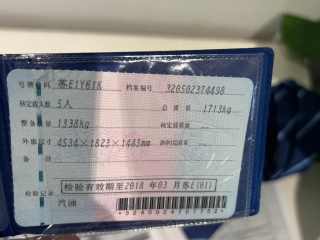 号牌号码 苏E1Y61K 档案编号 326502374498
核定载人数 5人 总质量 1713kg
整备质量 1338kg 核定载质量 --
外廓尺寸 4534×1823×1483mm 准牵引总质量 --
备注
检验记录 检验有效期至2018年03月苏E(01)
汽油
*3240024707752*